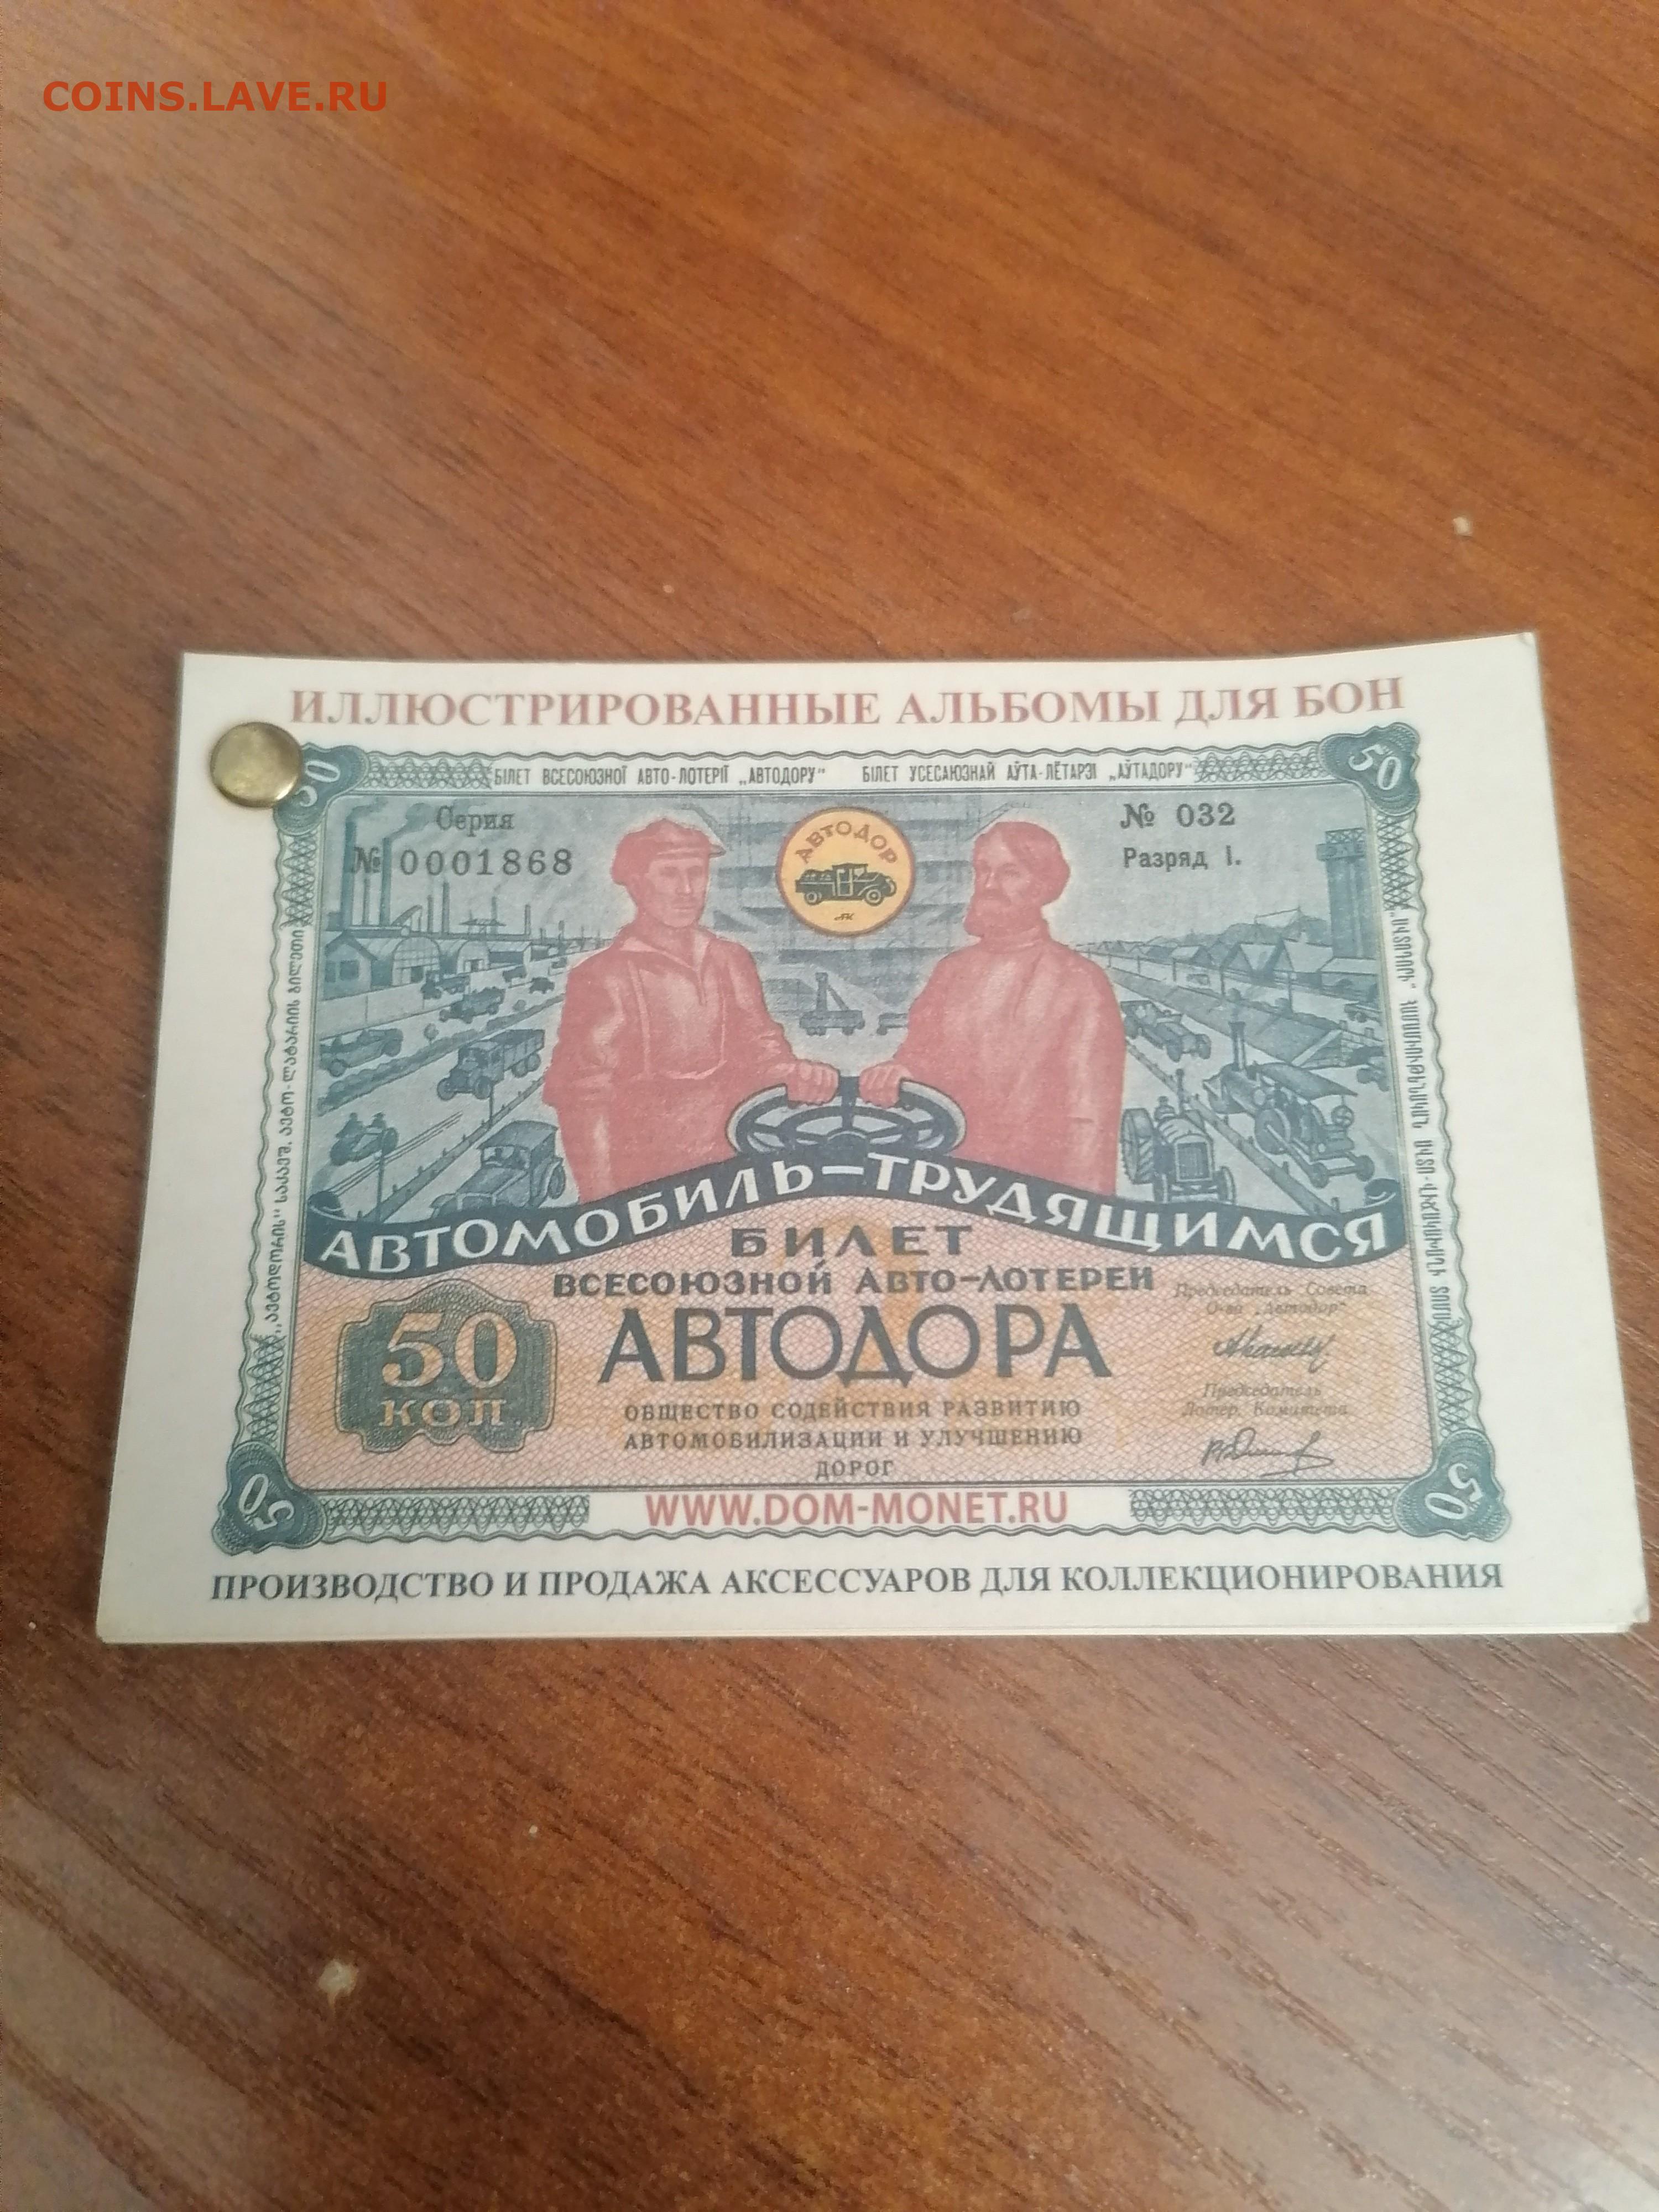 COINS.LAVE.RU
ИЛЛЮСТРИРОВАННЫЕ АЛЬБОМЫ ДЛЯ БОН
БІЛЕТ ВСЕСОЮЗНОЇ АВТО-ЛОТЕРІЇ „АВТОДОРУ" БІЛЕТ УСЕСАЮЗНАЙ АЎТА-ЛЁТАРЭІ „АЎТАДОРУ"
50
50
Серия
№ 0001868
АВТОДОР
№ 032
Разряд I.
АВТОМОБИЛЬ–ТРУДЯЩИМСЯ
БИЛЕТ
ВСЕСОЮЗНОЙ АВТО-ЛОТЕРЕИ
АВТОДОРА
50
КОП.
ОБЩЕСТВО СОДЕЙСТВИЯ РАЗВИТИЮ
АВТОМОБИЛИЗАЦИИ И УЛУЧШЕНИЮ
ДОРОГ
Председатель Совета
О-ва „Автодор"
Председатель
Лотер. Комитета
50
50
WWW.DOM-MONET.RU
ПРОИЗВОДСТВО И ПРОДАЖА АКСЕССУАРОВ ДЛЯ КОЛЛЕКЦИОНИРОВАНИЯ